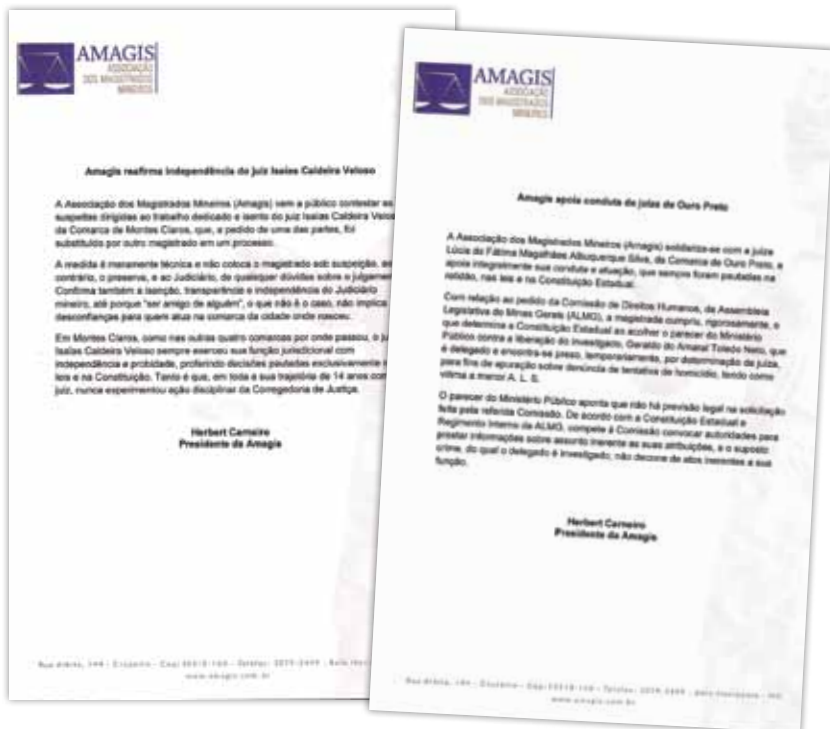 AMAGIS
ASSOCIAÇÃO
DOS MAGISTRADOS
MINEIROS
Amagis reafirma independência do juiz Isaías Caldeira Veloso
A Associação dos Magistrados Mineiros (Amagis) vem a público contestar as
suspeitas dirigidas ao trabalho dedicado e isento do juiz Isaías Caldeira
da Comarca de Montes Claros, que, a pedido de uma das partes, foi
substituído por outro magistrado em um processo.
A medida é meramente técnica e não coloca o magistrado sob suspeição,
contrário, o preserva, e ao Judiciário, de quaisquer dúvidas sobre o
Confirma também a isenção, transparência e independência do Judiciário
mineiro, até porque "ser amigo de alguém", o que não é o caso, não implica
desconfianças para quem atua na comarca da cidade onde nasceu.
Em Montes Claros, como nas outras quatro comarcas por onde passou, o
Isaías Caldeira Veloso sempre exerceu sua função jurisdicional com
independência e probidade, proferindo decisões pautadas exclusivamente
leis e na Constituição. Tanto é que, em toda a sua trajetória de 14 anos
juiz, nunca experimentou ação disciplinar da Corregedoria de Justiça.
Herbert Carneiro
Presidente da Amagis
www.amagis.com.br
AMAGIS
ASSOCIAÇÃO
DOS MAGISTRADOS
MINEIROS
Amagis apoia conduta de juíza de Ouro Preto
A Associação dos Magistrados Mineiros (Amagis) solidariza-se com a juíza
Lúcia de Fátima Magalhães Albuquerque Silva, da Comarca de Ouro Preto, e
apoia integralmente sua conduta e atuação, que sempre foram pautadas na
retidão, nas leis e na Constituição Estadual.
Com relação ao pedido da Comissão de Direitos Humanos, da Assembleia
Legislativa de Minas Gerais (ALMG), a magistrada cumpriu, rigorosamente, o
que determina a Constituição Estadual ao acolher o parecer do Ministério
Público contra a liberação do investigado, Geraldo do Amaral Toledo Neto, que
é delegado e encontra-se preso, temporariamente, por determinação da juíza,
para fins de apuração sobre denúncia de tentativa de homicídio, tendo como
vítima a menor A. L. S.
O parecer do Ministério Público aponta que não há previsão legal na solicitação
feita pela referida Comissão. De acordo com a Constituição Estadual e
Regimento Interno da ALMG, compete à Comissão convocar autoridades para
prestar informações sobre assunto inerente as suas atribuições, e o suposto
crime, do qual o delegado é investigado, não decorre de atos inerentes a sua
função.
Herbert Carneiro
Presidente da Amagis
www.amagis.com.br